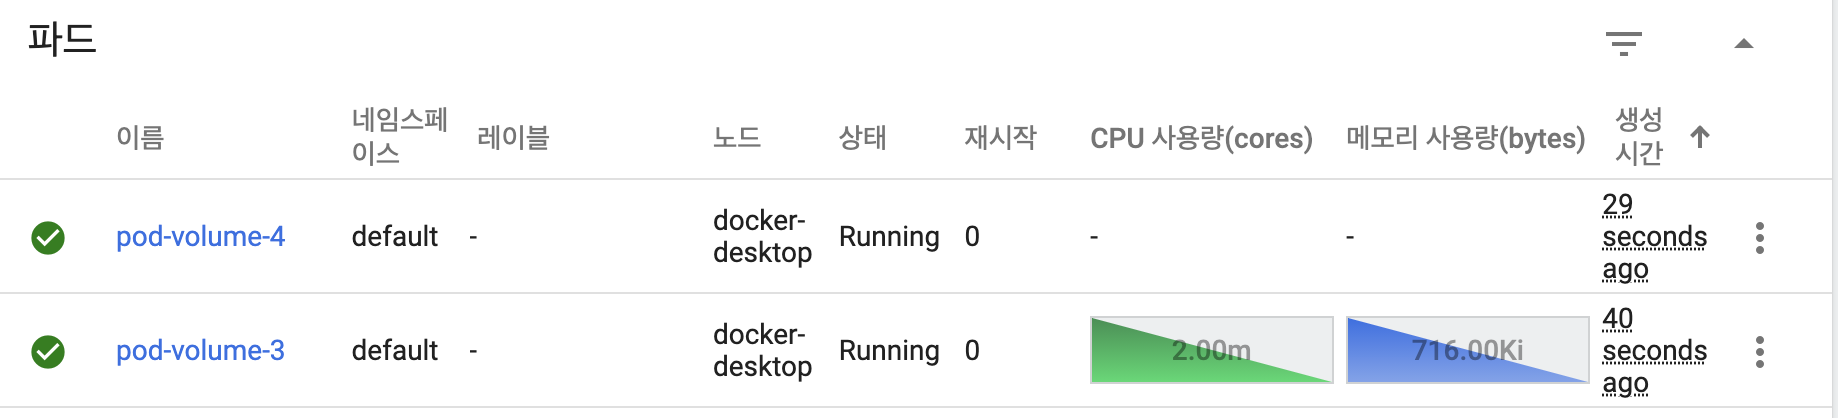 파드
이름 네임스페이스 레이블 노드 상태 재시작 CPU 사용량(cores) 메모리 사용량(bytes) 생성 시간
pod-volume-4 default - docker-desktop Running 0 - - 29 seconds ago
pod-volume-3 default - docker-desktop Running 0 2.00m 716.00Ki 40 seconds ago